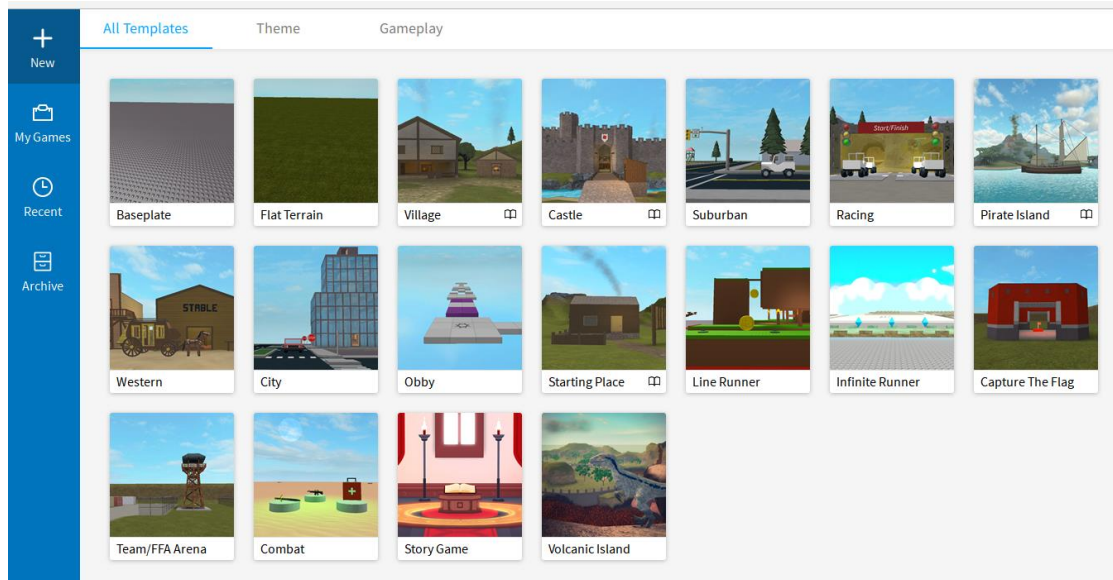 All Templates
Theme
Gameplay
New
My Games
Recent
Archive
Baseplate
Flat Terrain
Village
Castle
Suburban
Start/Finish
Racing
Pirate Island
STABLE
Western
City
Obby
Starting Place
Line Runner
Infinite Runner
Capture The Flag
Team/FFA Arena
Combat
Story Game
Volcanic Island